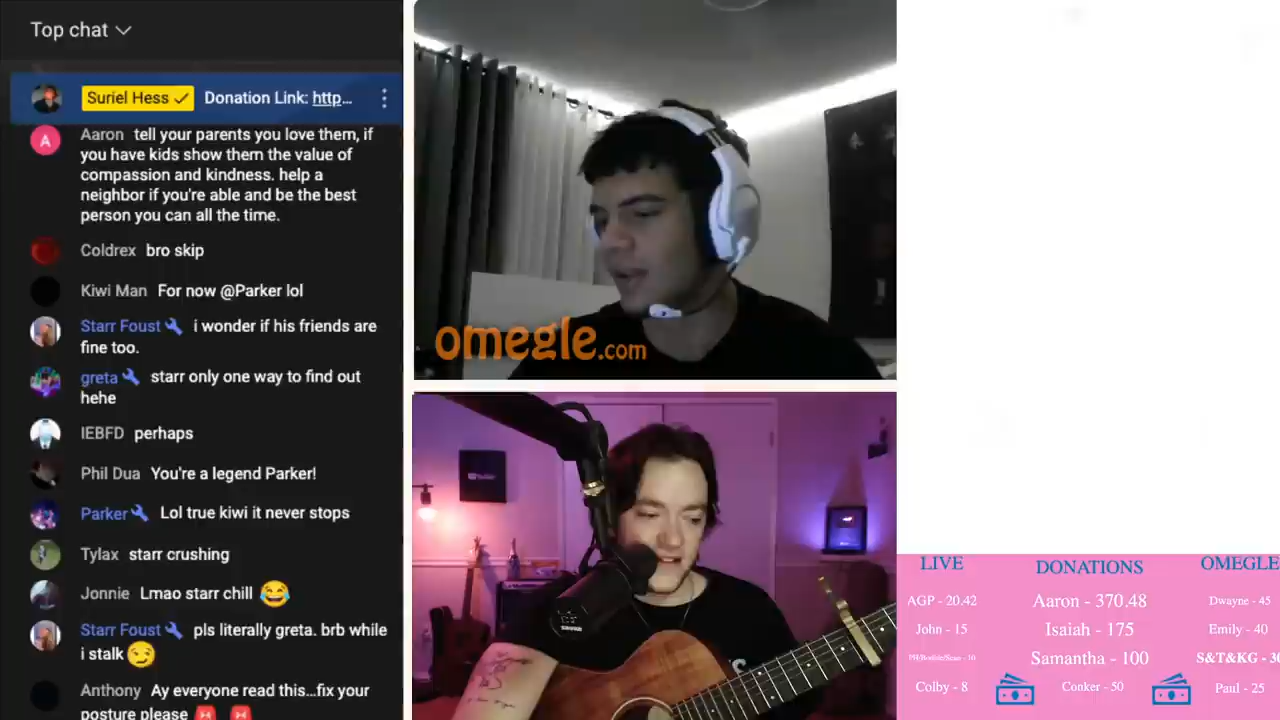 Top chat
Suriel Hess Donation Link: http...
Aaron tell your parents you love them, if
you have kids show them the value of
compassion and kindness. help a
neighbor if you're able and be the best
person you can all the time.
Coldrex bro skip
Kiwi Man For now @Parker lol
Starr Foust i wonder if his friends are
fine too.
greta starr only one way to find out
hehe
IEBFD perhaps
Phil Dua You're a legend Parker!
Parker Lol true kiwi it never stops
Tylax starr crushing
Jonnie Lmao starr chill 😂
Starr Foust pls literally greta. brb while
i stalk 😏
Anthony Ay everyone read this...fix your
posture please 🚨 🚨
omegle.com
LIVE
AGP - 20.42
John - 15
Colby - 8
DONATIONS
Aaron - 370.48
Isaiah - 175
Samantha - 100
Conker - 50
OMEGLE
Dwayne - 45
Emily - 40
S&T&KG - 30
Paul - 25